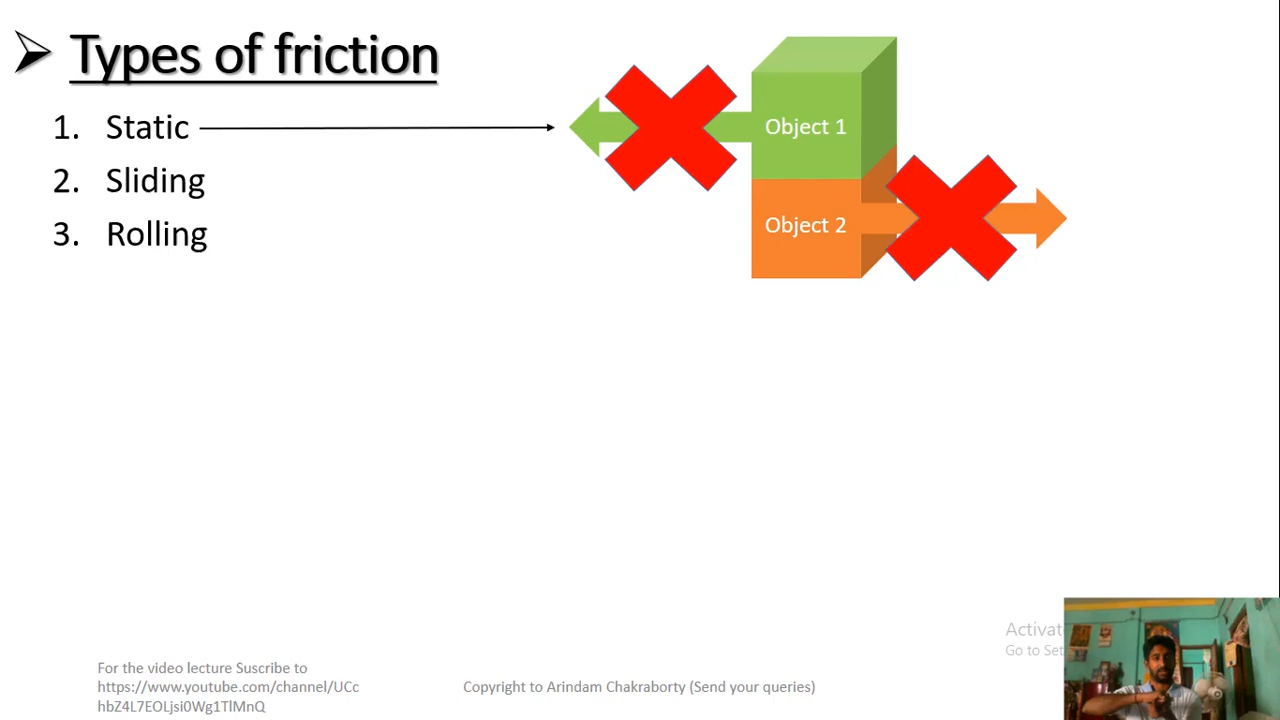 Types of friction
1. Static
2. Sliding
3. Rolling
Object 1
Object 2
Activat
Go to Set
For the video lecture Suscribe to
https://www.youtube.com/channel/UCc
hbZ4L7EOLjsi0Wg1TlMnQ
Copyright to Arindam Chakraborty (Send your queries)